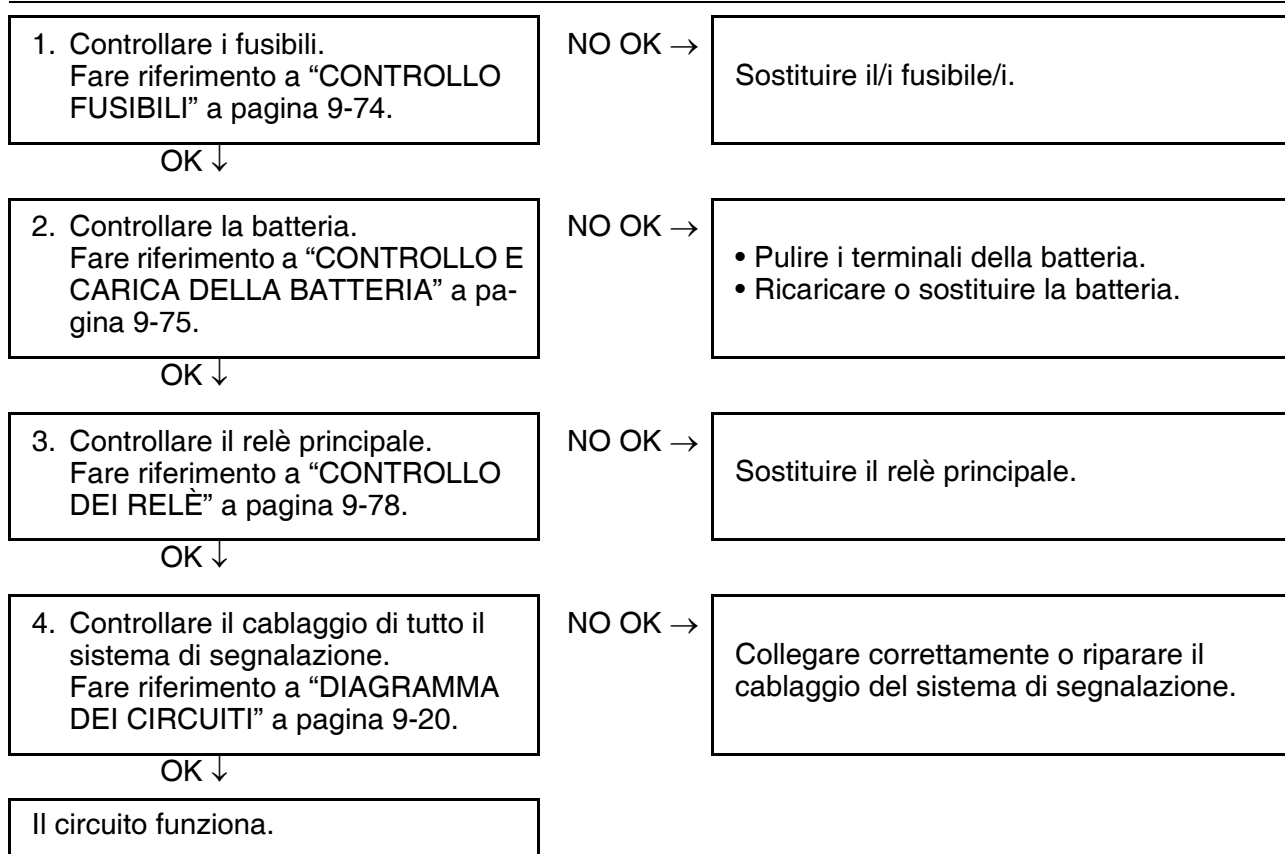 1. Controllare i fusibili.
Fare riferimento a “CONTROLLO
FUSIBILI” a pagina 9-74.
NO OK →
Sostituire il/i fusibile/i.
OK ↓
2. Controllare la batteria.
Fare riferimento a “CONTROLLO E
CARICA DELLA BATTERIA” a pa-
gina 9-75.
NO OK →
• Pulire i terminali della batteria.
• Ricaricare o sostituire la batteria.
OK ↓
3. Controllare il relè principale.
Fare riferimento a “CONTROLLO
DEI RELÈ” a pagina 9-78.
NO OK →
Sostituire il relè principale.
OK ↓
4. Controllare il cablaggio di tutto il
sistema di segnalazione.
Fare riferimento a “DIAGRAMMA
DEI CIRCUITI” a pagina 9-20.
NO OK →
Collegare correttamente o riparare il
cablaggio del sistema di segnalazione.
OK ↓
Il circuito funziona.